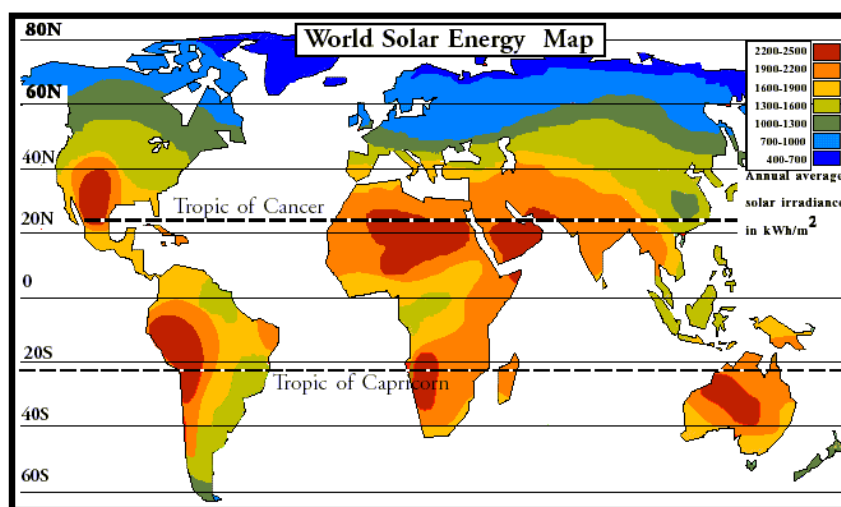 World Solar Energy Map
80N
60N
40N
20N
0
20S
40S
60S
Tropic of Cancer
Tropic of Capricorn
2200-2500
1900-2200
1600-1900
1300-1600
1000-1300
700-1000
400-700
Annual average
solar irradiance
in kWh/m²